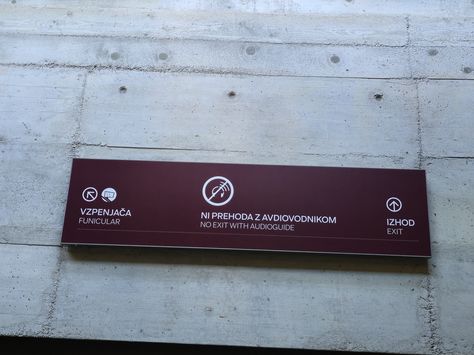 VZPENJAČA
FUNICULAR
NI PREHODA Z AVDIOVODNIKOM
NO EXIT WITH AUDIOGUIDE
IZHOD
EXIT